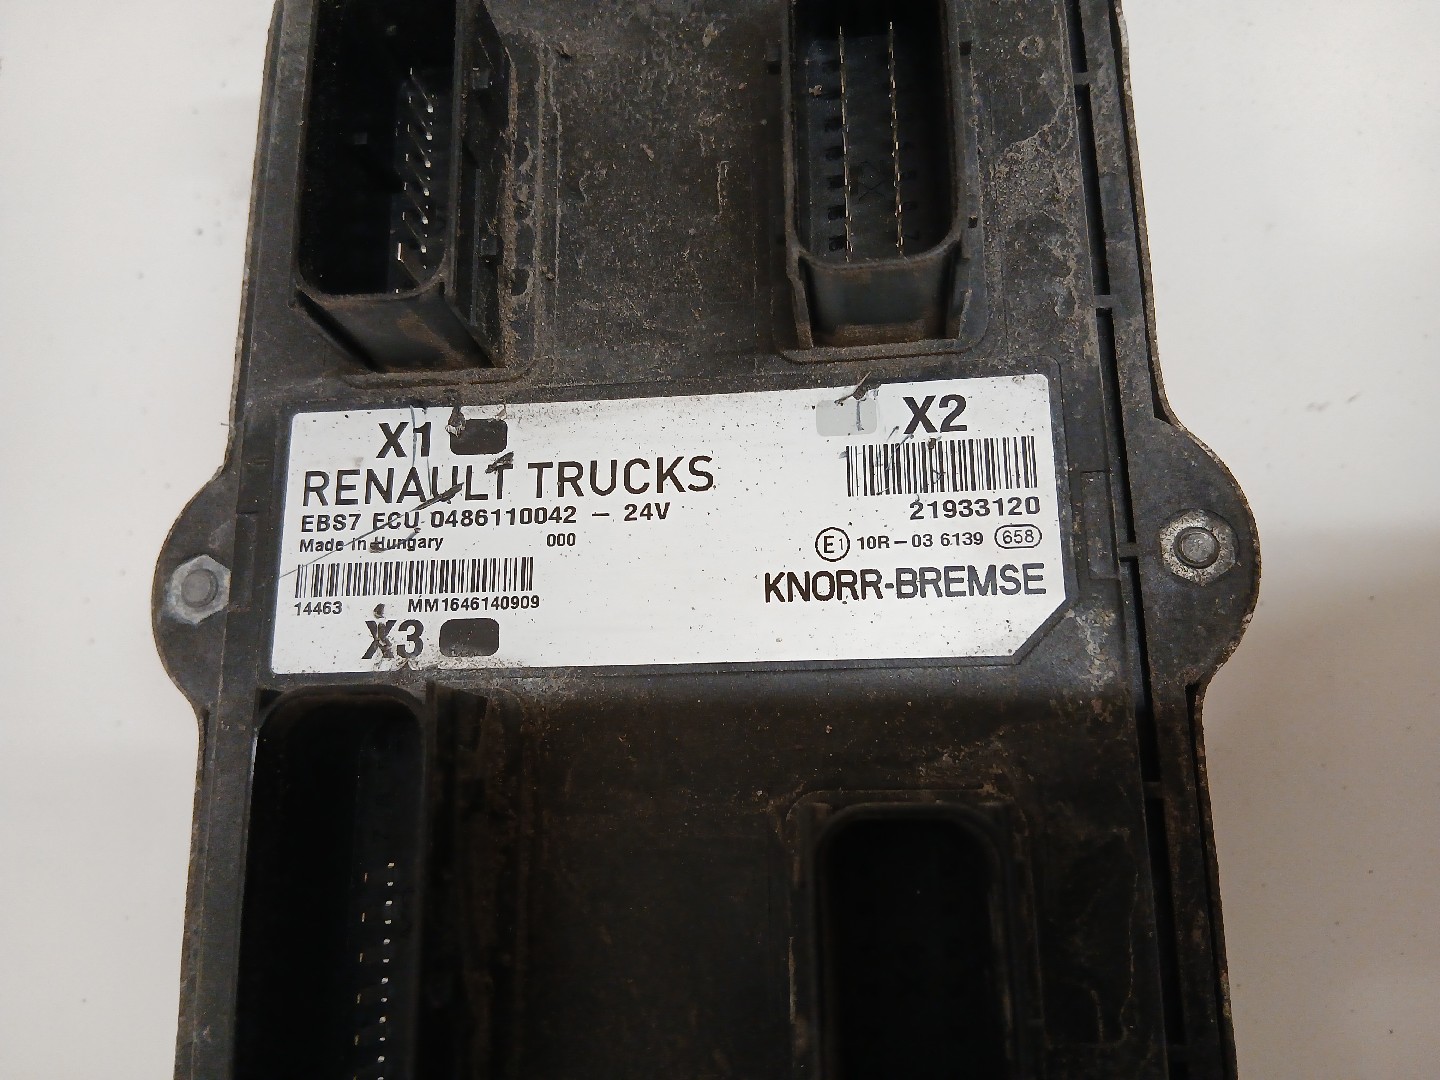 X1
X2
RENAULT TRUCKS
EBS7 ECU 0486110042 – 24V
21933120
Made in Hungary 000
E1 10R–03 6139 658
KNORR-BREMSE
14463 MM1646140909
X3